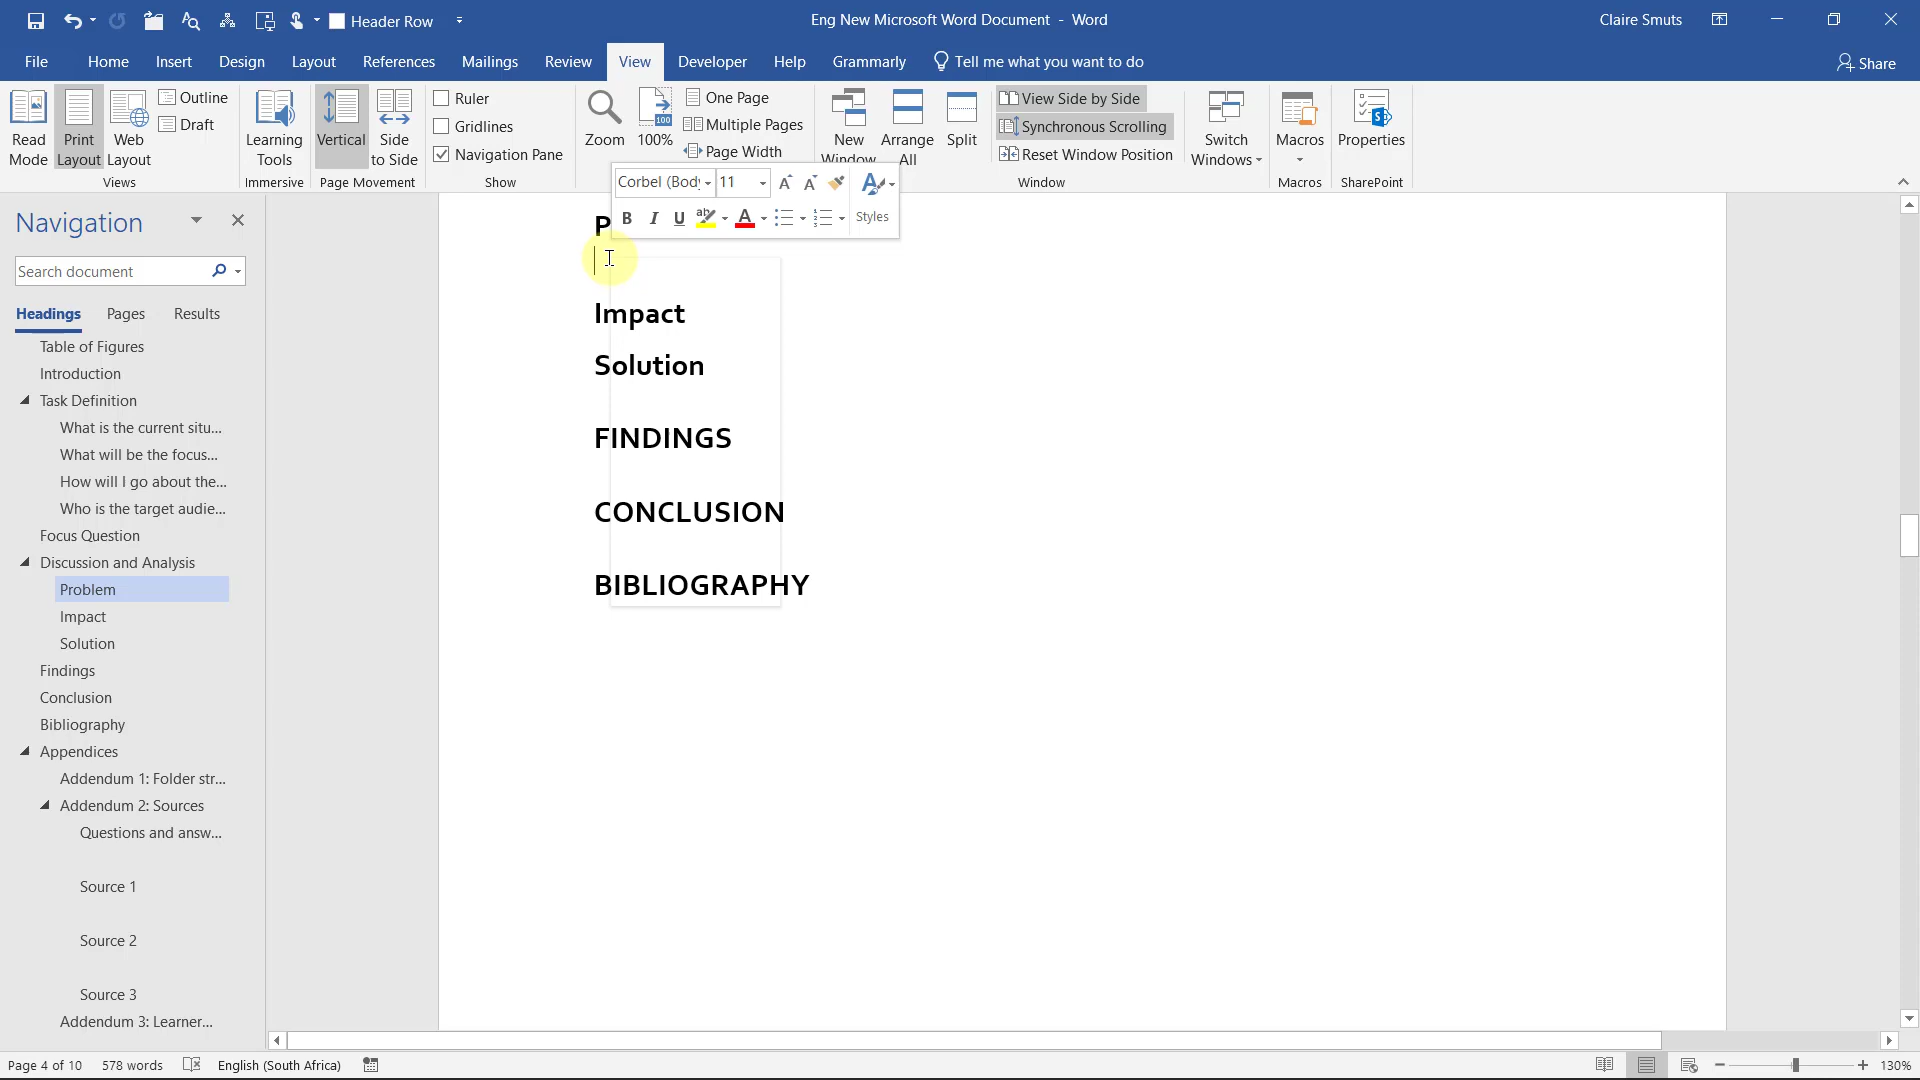 Header Row
Eng New Microsoft Word Document - Word
Claire Smuts
File Home Insert Design Layout References Mailings Review View Developer Help Grammarly Tell me what you want to do
Share
Read Mode
Print Layout
Web Layout
Outline
Draft
Views
Learning Tools
Immersive
Vertical
Side to Side
Page Movement
Ruler
Gridlines
Navigation Pane
Show
Zoom
100
100%
One Page
Multiple Pages
Page Width
New Window
Arrange All
Split
View Side by Side
Synchronous Scrolling
Reset Window Position
Window
Switch Windows
Macros
Macros
Properties
SharePoint
Corbel (Body
11
B I U
Styles
Navigation
Search document
Headings Pages Results
Table of Figures
Introduction
Task Definition
What is the current situ...
What will be the focus...
How will I go about the...
Who is the target audie...
Focus Question
Discussion and Analysis
Problem
Impact
Solution
Findings
Conclusion
Bibliography
Appendices
Addendum 1: Folder str...
Addendum 2: Sources
Questions and answ...
Source 1
Source 2
Source 3
Addendum 3: Learner...
P
Impact
Solution
FINDINGS
CONCLUSION
BIBLIOGRAPHY
Page 4 of 10 578 words English (South Africa)
130%